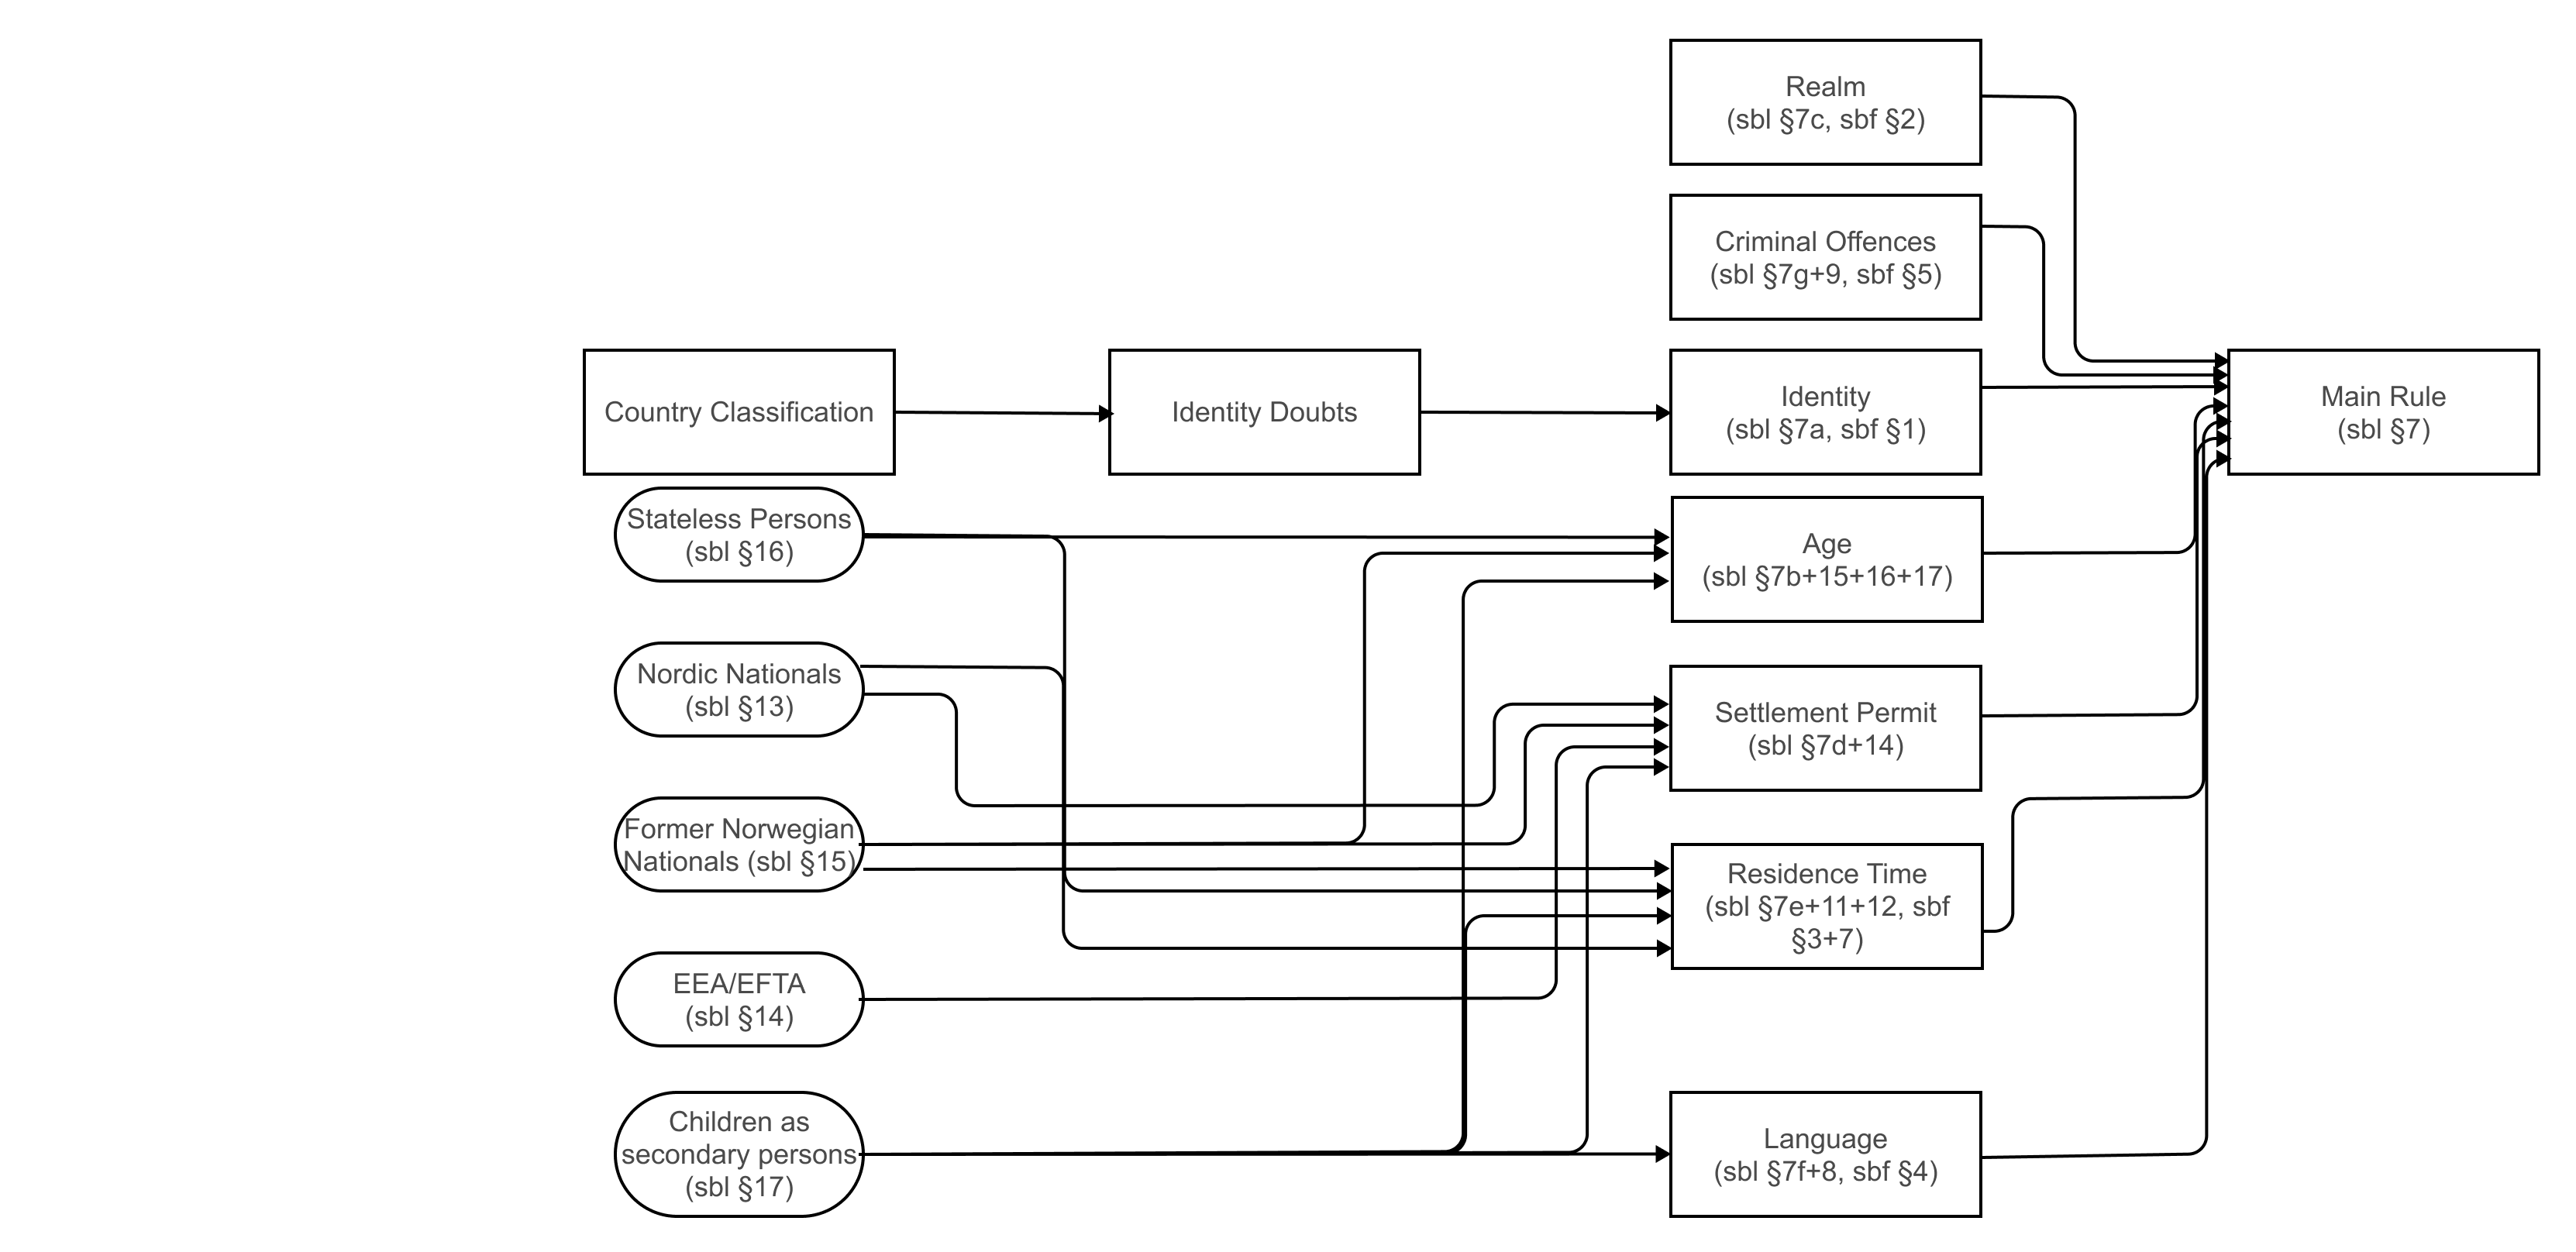 Realm
(sbl §7c, sbf §2)
Criminal Offences
(sbl §7g+9, sbf §5)
Country Classification
Identity Doubts
Identity
(sbl §7a, sbf §1)
Main Rule
(sbl §7)
Stateless Persons
(sbl §16)
Age
(sbl §7b+15+16+17)
Nordic Nationals
(sbl §13)
Settlement Permit
(sbl §7d+14)
Former Norwegian
Nationals (sbl §15)
Residence Time
(sbl §7e+11+12, sbf
§3+7)
EEA/EFTA
(sbl §14)
Children as
secondary persons
(sbl §17)
Language
(sbl §7f+8, sbf §4)